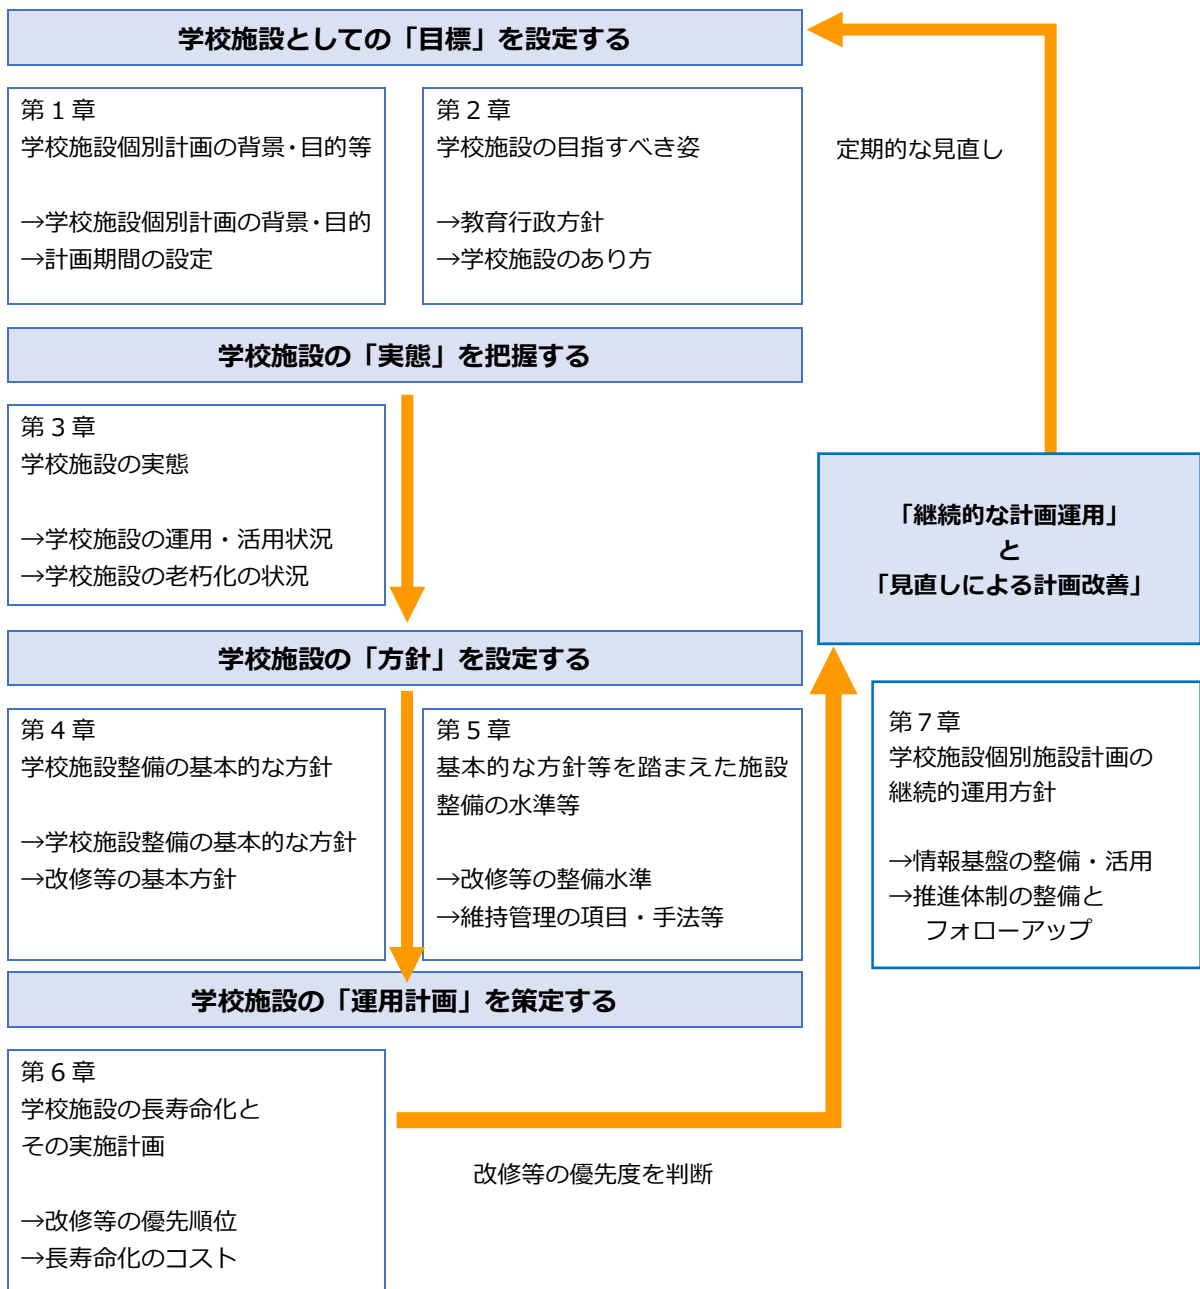 学校施設としての「目標」を設定する
第１章
学校施設個別計画の背景･目的等
→学校施設個別計画の背景･目的
→計画期間の設定
第２章
学校施設の目指すべき姿
→教育行政方針
→学校施設のあり方
定期的な見直し
学校施設の「実態」を把握する
第３章
学校施設の実態
→学校施設の運用・活用状況
→学校施設の老朽化の状況
「継続的な計画運用」
と
「見直しによる計画改善」
学校施設の「方針」を設定する
第４章
学校施設整備の基本的な方針
→学校施設整備の基本的な方針
→改修等の基本方針
第５章
基本的な方針等を踏まえた施設
整備の水準等
→改修等の整備水準
→維持管理の項目・手法等
第７章
学校施設個別施設計画の
継続的運用方針
→情報基盤の整備・活用
→推進体制の整備と
フォローアップ
学校施設の「運用計画」を策定する
第６章
学校施設の長寿命化と
その実施計画
→改修等の優先順位
→長寿命化のコスト
改修等の優先度を判断